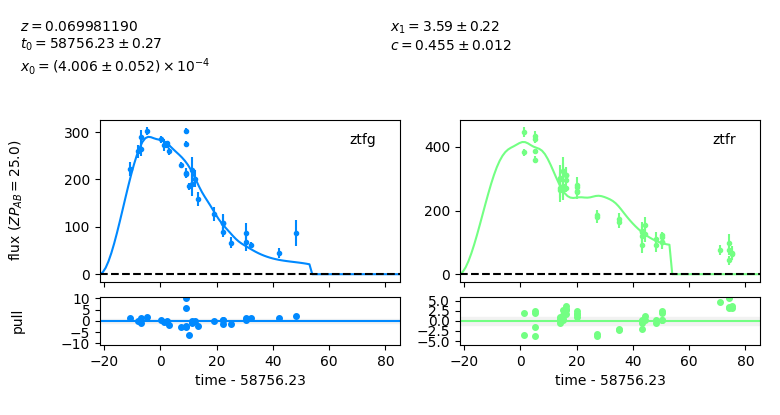 z = 0.069981190
t₀ = 58756.23 ± 0.27
x₀ = (4.006 ± 0.052) × 10⁻⁴
x₁ = 3.59 ± 0.22
c = 0.455 ± 0.012
flux (ZP_AB = 25.0)
300
200
100
0
ztfg
400
200
0
ztfr
pull
10
5
0
−5
−10
−20 0 20 40 60 80
time - 58756.23
5.0
2.5
0.0
−2.5
−5.0
−20 0 20 40 60 80
time - 58756.23